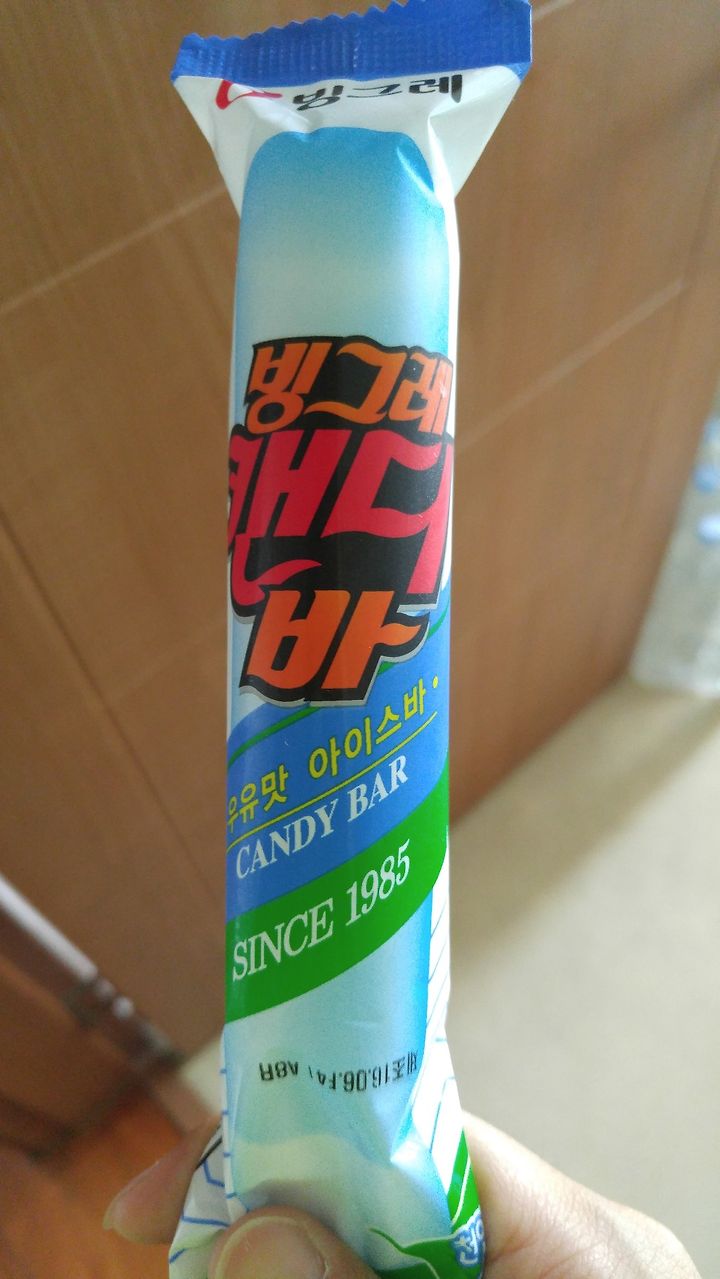 빙그레
빙그레
캔디
바
우유맛 아이스바
CANDY BAR
SINCE 1985
제조16.06.F4 A8R